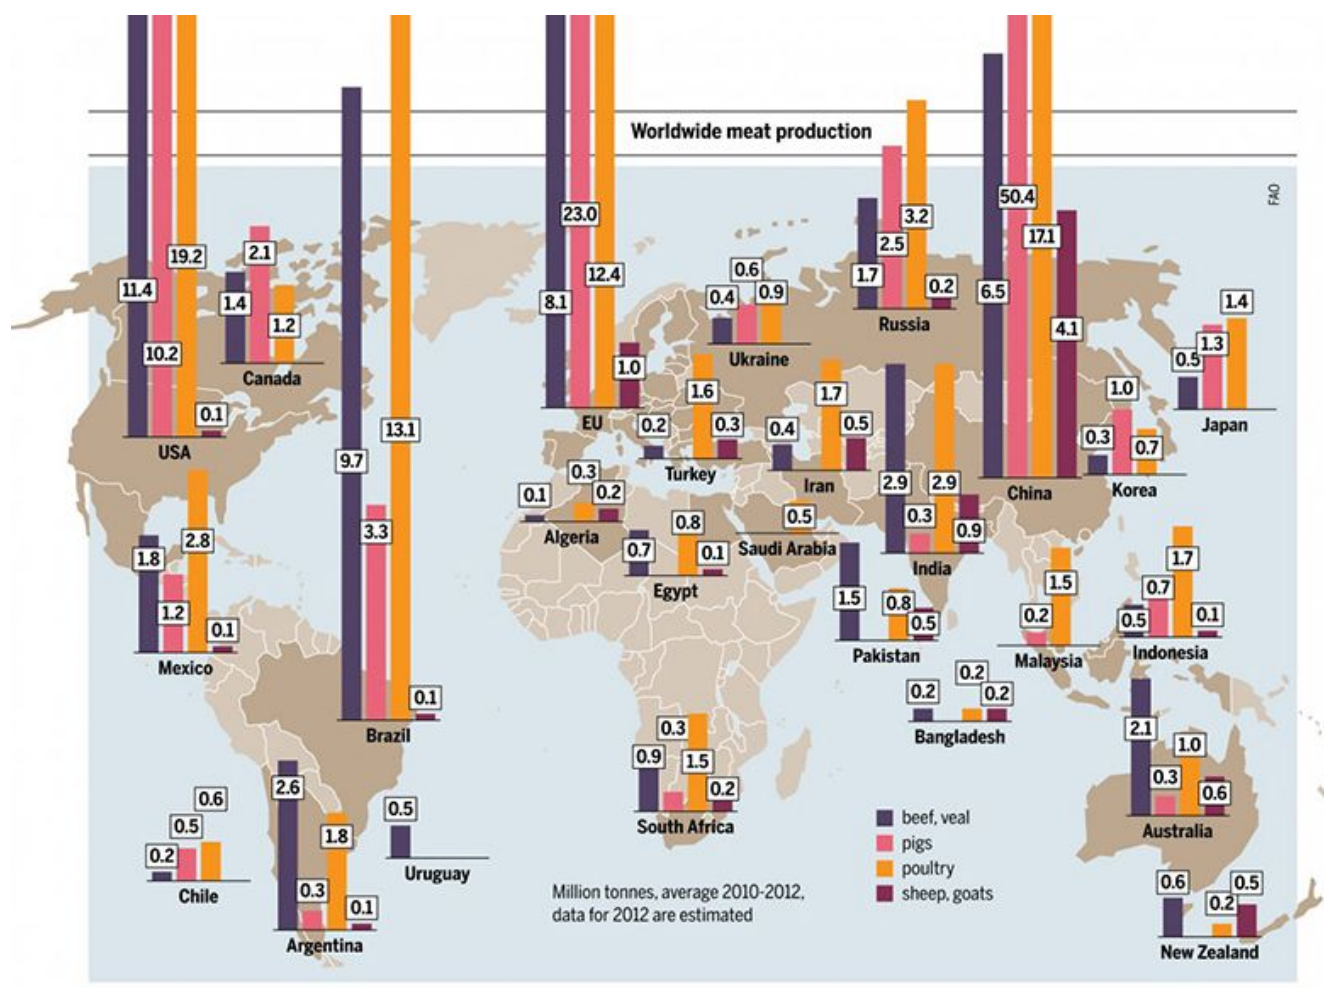 Worldwide meat production
FAO
11.4
10.2
19.2
0.1
USA
1.4
2.1
1.2
Canada
1.8
1.2
2.8
0.1
Mexico
9.7
3.3
13.1
0.1
Brazil
0.2
0.5
0.6
Chile
2.6
0.3
1.8
0.1
Argentina
0.5
Uruguay
8.1
23.0
12.4
1.0
EU
0.4
0.6
0.9
Ukraine
1.7
2.5
3.2
0.2
Russia
0.2
1.6
0.3
Turkey
0.4
1.7
0.5
Iran
0.1
0.3
0.2
Algeria
0.7
0.8
0.1
Egypt
0.5
Saudi Arabia
2.9
0.3
2.9
0.9
India
6.5
50.4
17.1
4.1
China
0.3
1.0
0.7
Korea
0.5
1.3
1.4
Japan
1.5
0.8
0.5
Pakistan
0.2
0.2
0.2
Bangladesh
0.2
1.5
Malaysia
0.5
0.7
1.7
0.1
Indonesia
0.9
0.3
1.5
0.2
South Africa
2.1
0.3
1.0
0.6
Australia
0.6
0.2
0.5
New Zealand
beef, veal
pigs
poultry
sheep, goats
Million tonnes, average 2010-2012,
data for 2012 are estimated